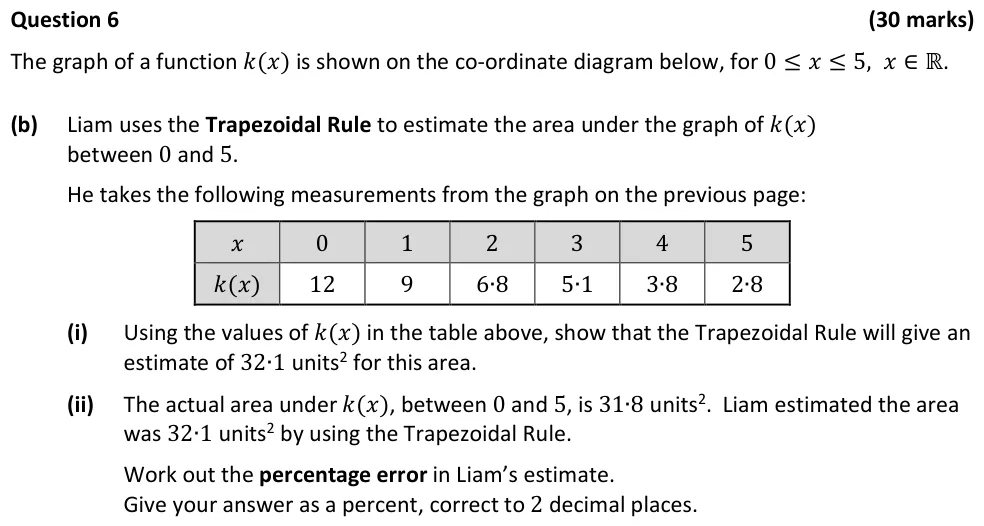 Question 6 (30 marks)
The graph of a function k(x) is shown on the co-ordinate diagram below, for 0 ≤ x ≤ 5, x ∈ ℝ.
(b) Liam uses the Trapezoidal Rule to estimate the area under the graph of k(x)
between 0 and 5.
He takes the following measurements from the graph on the previous page:
x 0 1 2 3 4 5
k(x) 12 9 6·8 5·1 3·8 2·8
(i) Using the values of k(x) in the table above, show that the Trapezoidal Rule will give an
estimate of 32·1 units² for this area.
(ii) The actual area under k(x), between 0 and 5, is 31·8 units². Liam estimated the area
was 32·1 units² by using the Trapezoidal Rule.
Work out the percentage error in Liam’s estimate.
Give your answer as a percent, correct to 2 decimal places.